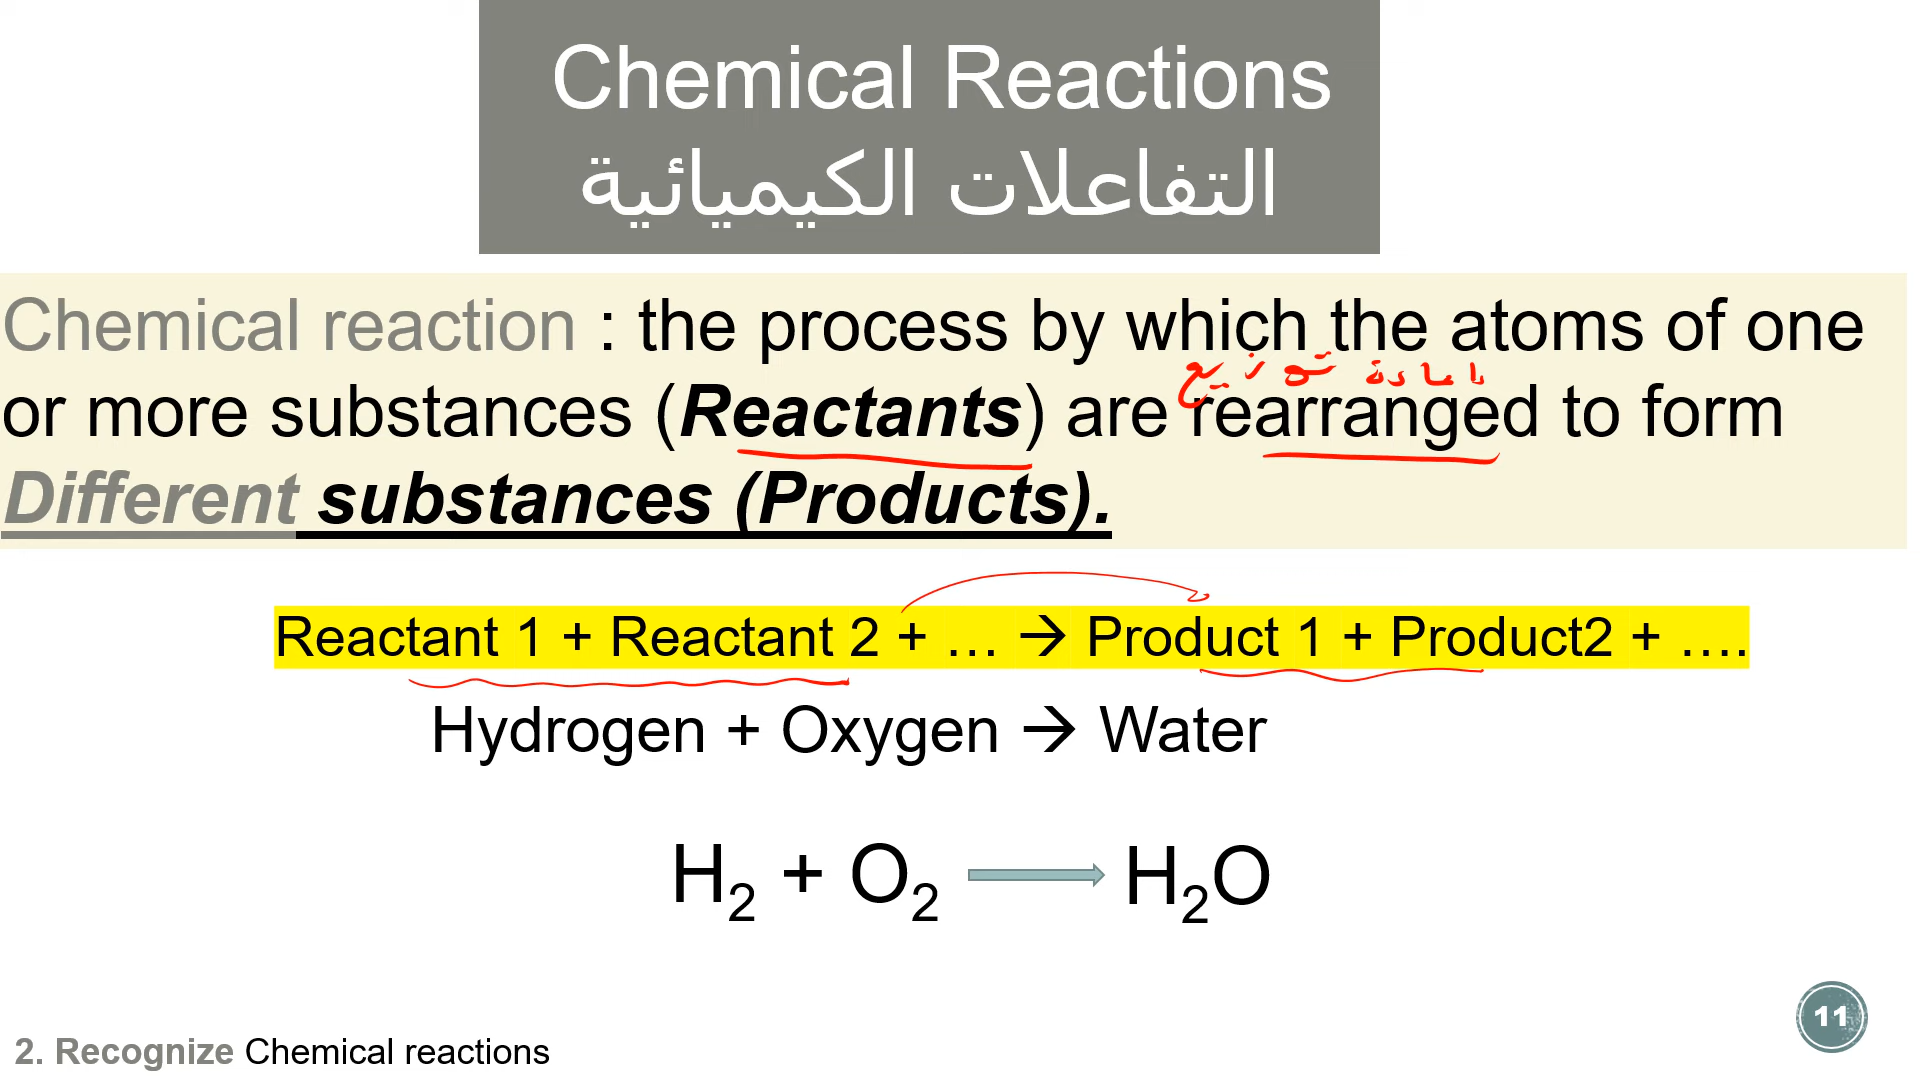 Chemical Reactions
التفاعلات الكيميائية
Chemical reaction : the process by which the atoms of one
or more substances (Reactants) are rearranged to form
Different substances (Products).
Reactant 1 + Reactant 2 + … → Product 1 + Product2 + ….
Hydrogen + Oxygen → Water
H₂ + O₂ → H₂O
11
2. Recognize Chemical reactions